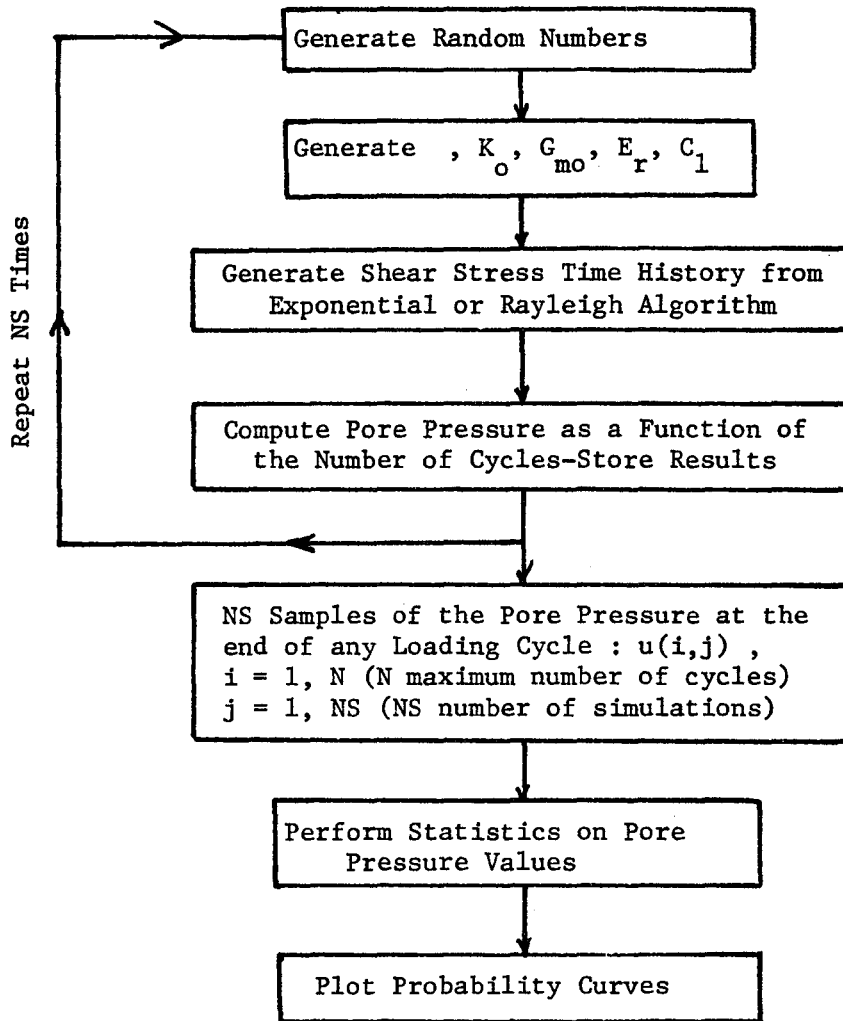 Generate Random Numbers
Generate , K_o, G_mo, E_r, C_1
Generate Shear Stress Time History from
Exponential or Rayleigh Algorithm
Compute Pore Pressure as a Function of
the Number of Cycles-Store Results
Repeat NS Times
NS Samples of the Pore Pressure at the
end of any Loading Cycle : u(i,j) ,
i = 1, N (N maximum number of cycles)
j = 1, NS (NS number of simulations)
Perform Statistics on Pore
Pressure Values
Plot Probability Curves